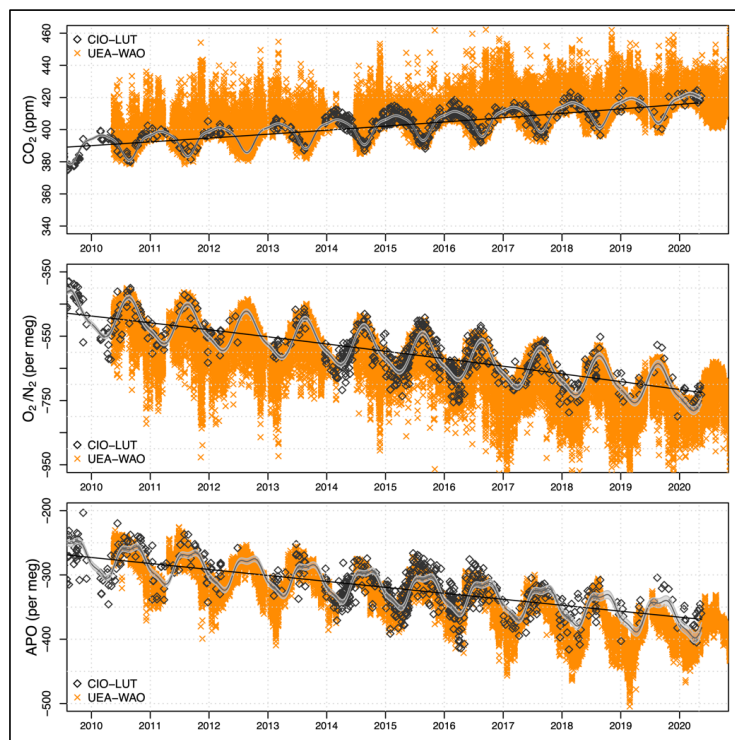 460
440
420
400
380
360
340
CO₂ (ppm)
◇ CIO−LUT
× UEA−WAO
2010 2011 2012 2013 2014 2015 2016 2017 2018 2019 2020
−350
−550
−750
−950
O₂ /N₂ (per meg)
◇ CIO−LUT
× UEA−WAO
2010 2011 2012 2013 2014 2015 2016 2017 2018 2019 2020
−200
−300
−400
−500
APO (per meg)
◇ CIO−LUT
× UEA−WAO
2010 2011 2012 2013 2014 2015 2016 2017 2018 2019 2020